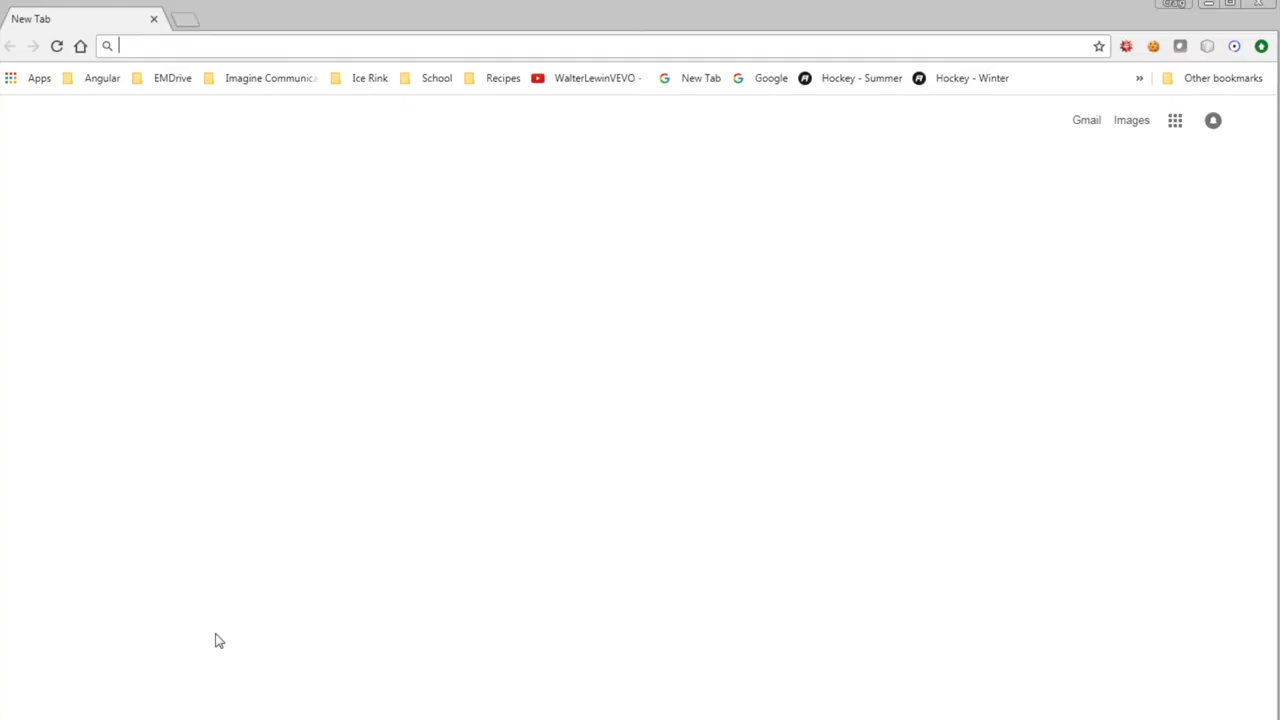 New Tab
Craig
Apps Angular EMDrive Imagine Communica Ice Rink School Recipes WalterLewinVEVO - New Tab Google Hockey - Summer Hockey - Winter » Other bookmarks
Gmail Images